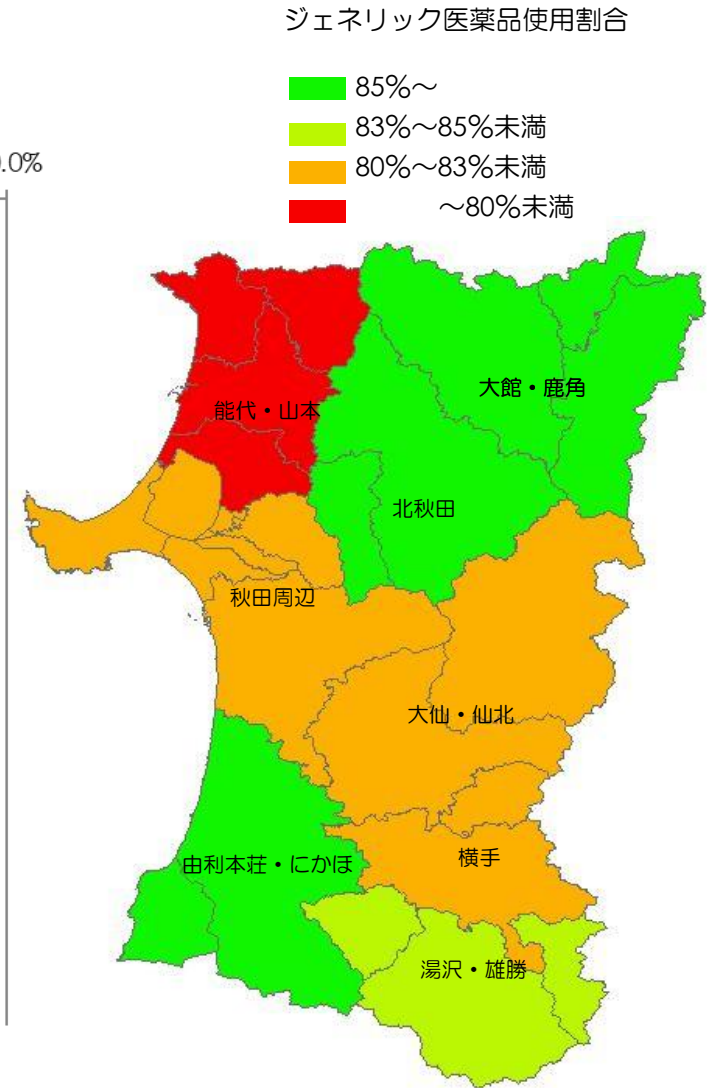 ジェネリック医薬品使用割合
85%～
83%～85%未満
80%～83%未満
～80%未満
.0%
大館・鹿角
能代・山本
北秋田
秋田周辺
大仙・仙北
横手
由利本荘・にかほ
湯沢・雄勝